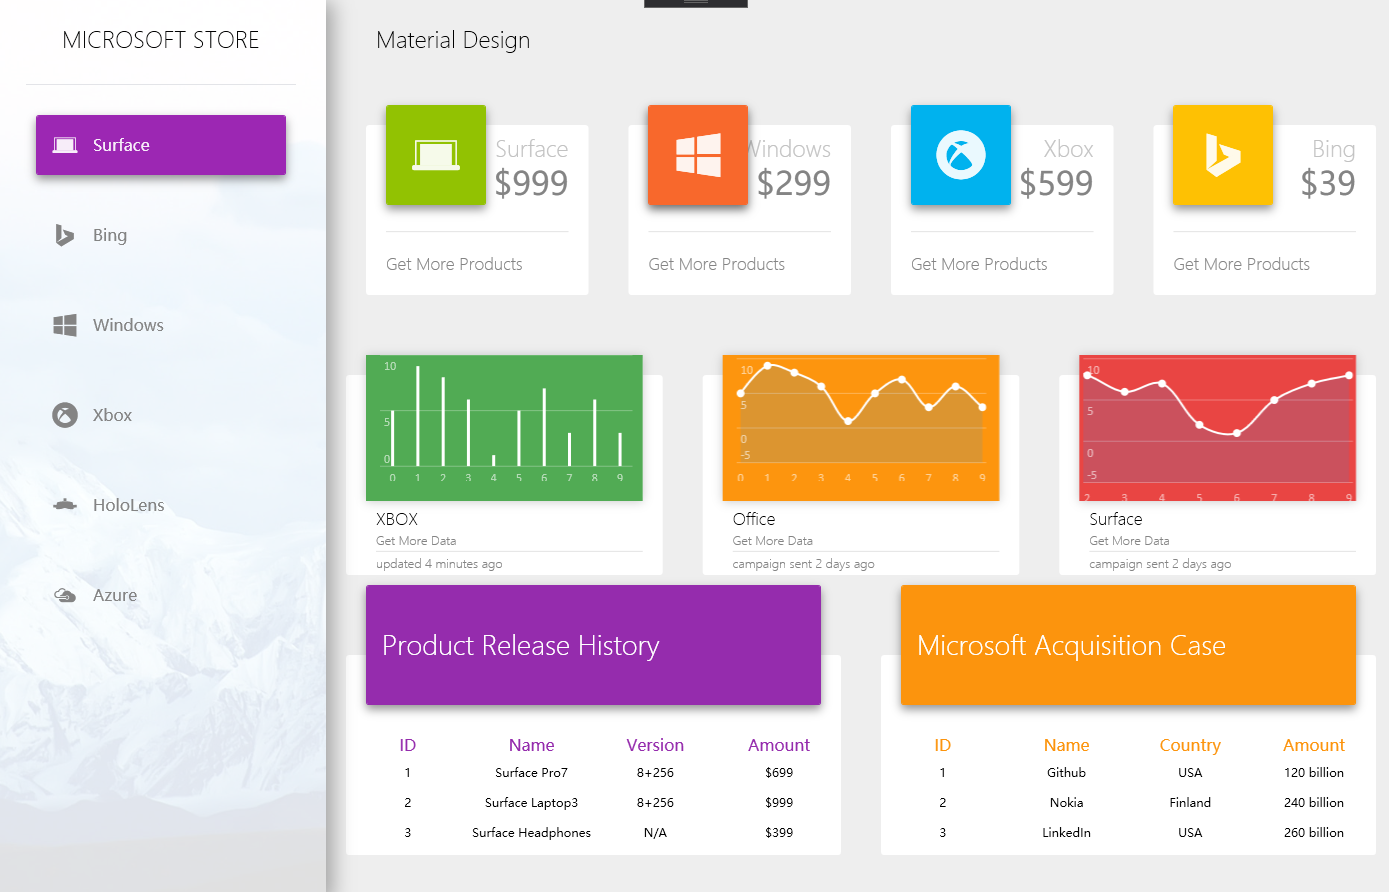 MICROSOFT STORE
Surface
Bing
Windows
Xbox
HoloLens
Azure
Material Design
Surface
$999
Get More Products
Windows
$299
Get More Products
Xbox
$599
Get More Products
Bing
$39
Get More Products
10
5
0
0 1 2 3 4 5 6 7 8 9
XBOX
Get More Data
updated 4 minutes ago
10
5
0
-5
0 1 2 3 4 5 6 7 8 9
Office
Get More Data
campaign sent 2 days ago
10
5
0
-5
2 3 4 5 6 7 8 9
Surface
Get More Data
campaign sent 2 days ago
Product Release History
ID Name Version Amount
1 Surface Pro7 8+256 $699
2 Surface Laptop3 8+256 $999
3 Surface Headphones N/A $399
Microsoft Acquisition Case
ID Name Country Amount
1 Github USA 120 billion
2 Nokia Finland 240 billion
3 LinkedIn USA 260 billion